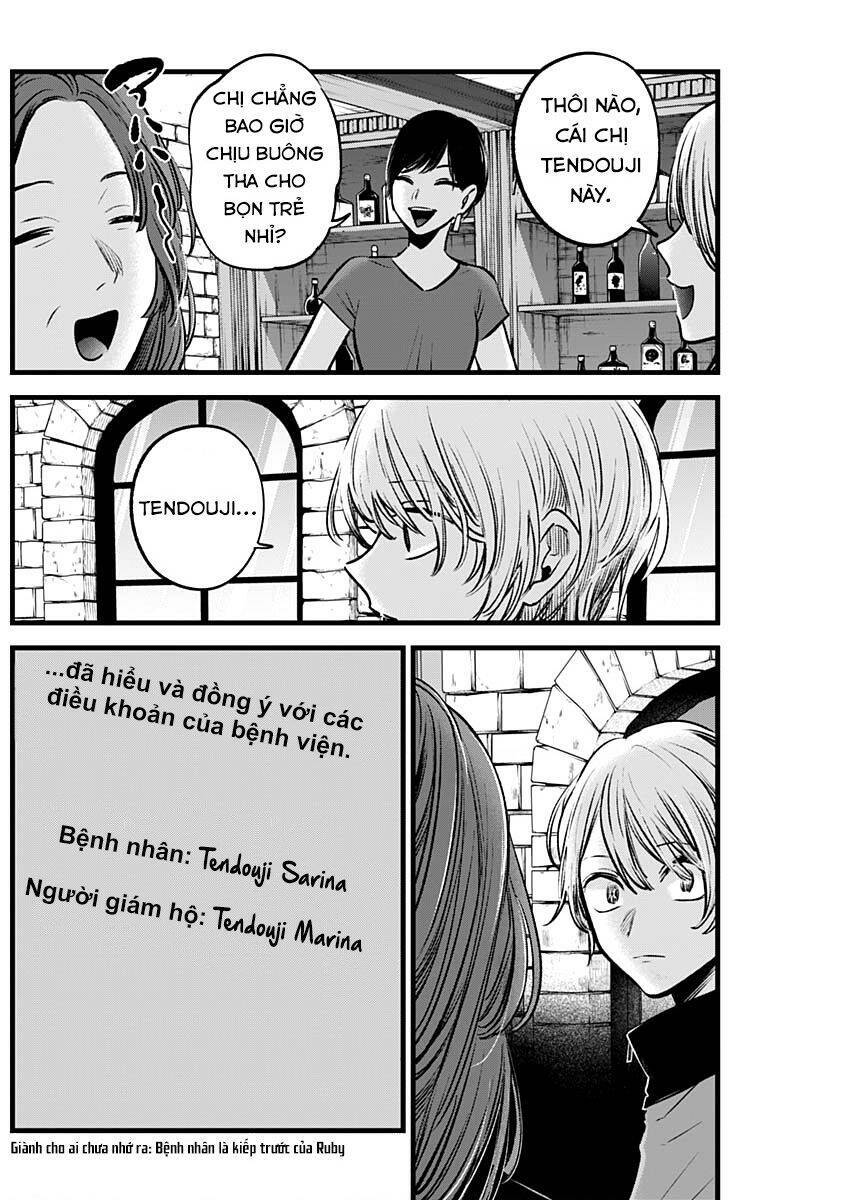 THÔI NÀO,
CÁI CHỊ
TENDOUJI
NÀY.
CHỊ CHẲNG
BAO GIỜ
CHỊU BUÔNG
THA CHO
BỌN TRẺ
NHỈ?
TENDOUJI...
...đã hiểu và đồng ý với các
điều khoản của bệnh viện.
Bệnh nhân: Tendouji Sarina
Người giám hộ: Tendouji Marina
Giành cho ai chưa nhớ ra: Bệnh nhân là kiếp trước của Ruby